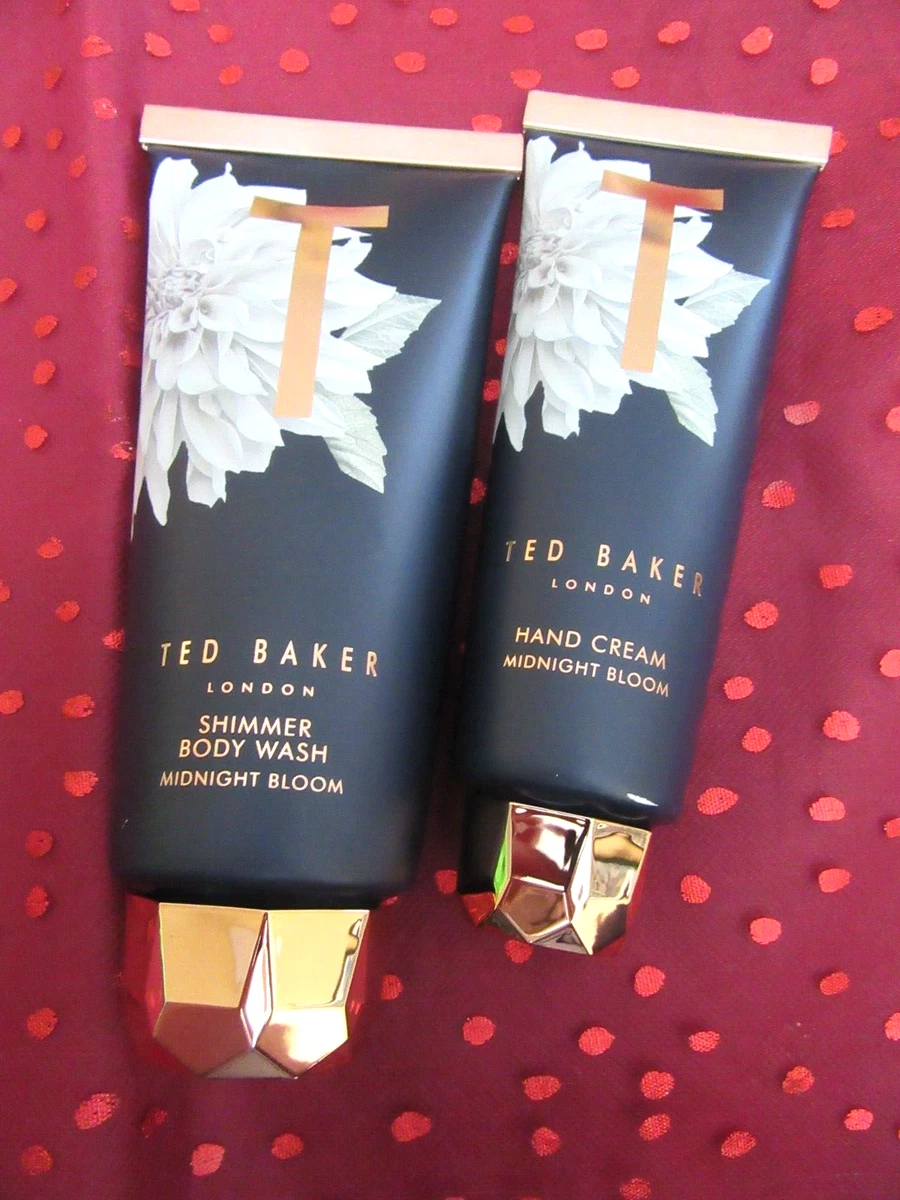 T
TED BAKER
LONDON
SHIMMER
BODY WASH
MIDNIGHT BLOOM
T
TED BAKER
LONDON
HAND CREAM
MIDNIGHT BLOOM